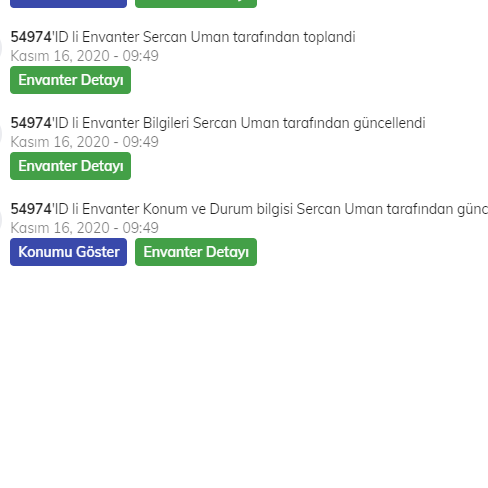 54974'ID li Envanter Sercan Uman tarafından toplandi
Kasım 16, 2020 - 09:49
Envanter Detayı
54974'ID li Envanter Bilgileri Sercan Uman tarafından güncellendi
Kasım 16, 2020 - 09:49
Envanter Detayı
54974'ID li Envanter Konum ve Durum bilgisi Sercan Uman tarafından günc
Kasım 16, 2020 - 09:49
Konumu Göster Envanter Detayı